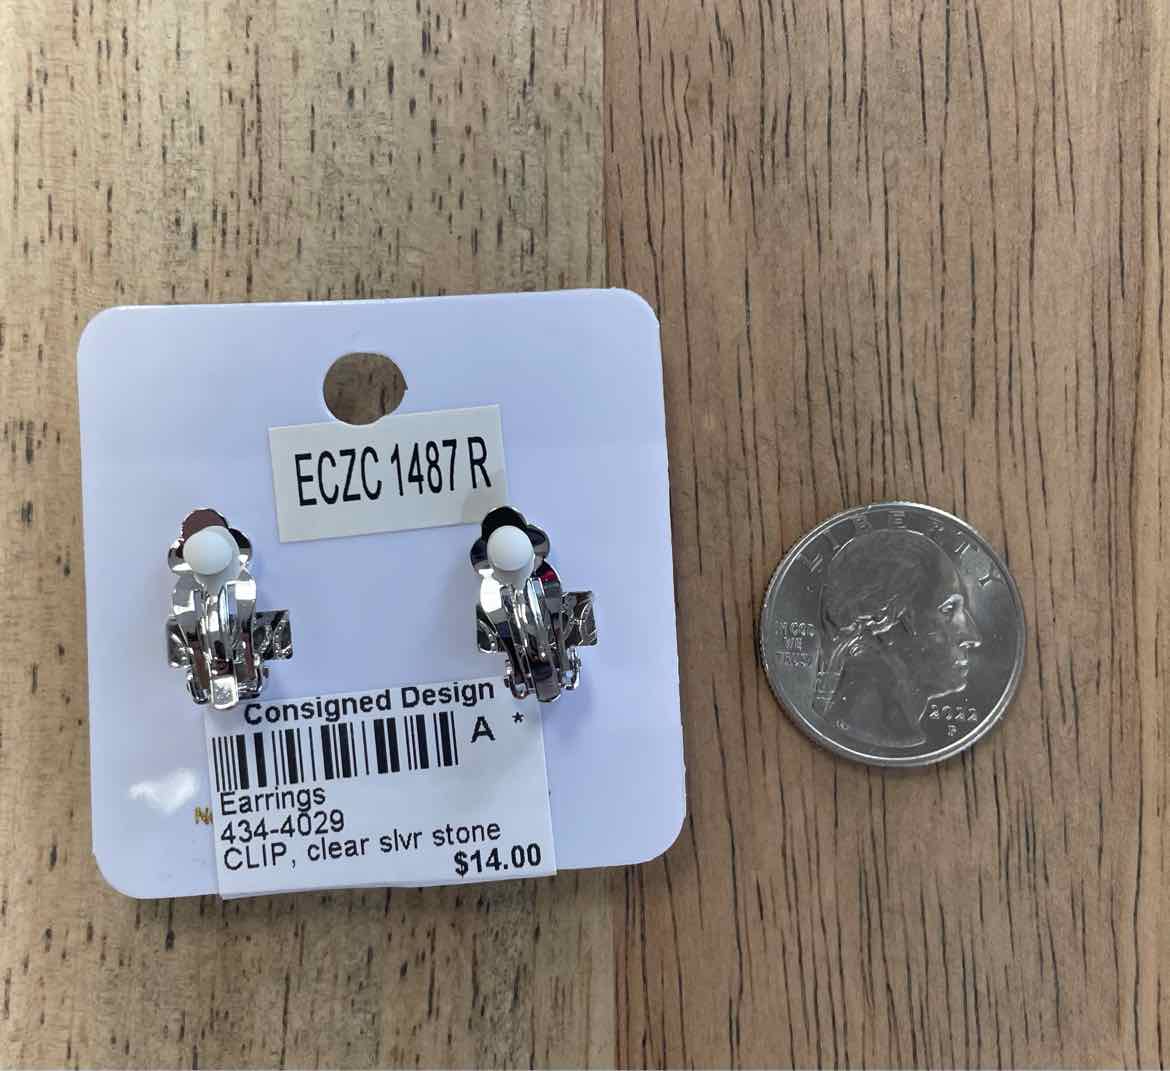 ECZC 1487 R
Consigned Design
A *
Earrings
434-4029
CLIP, clear slvr stone
$14.00
LIBERTY
IN GOD
WE
TRUST
2022
P